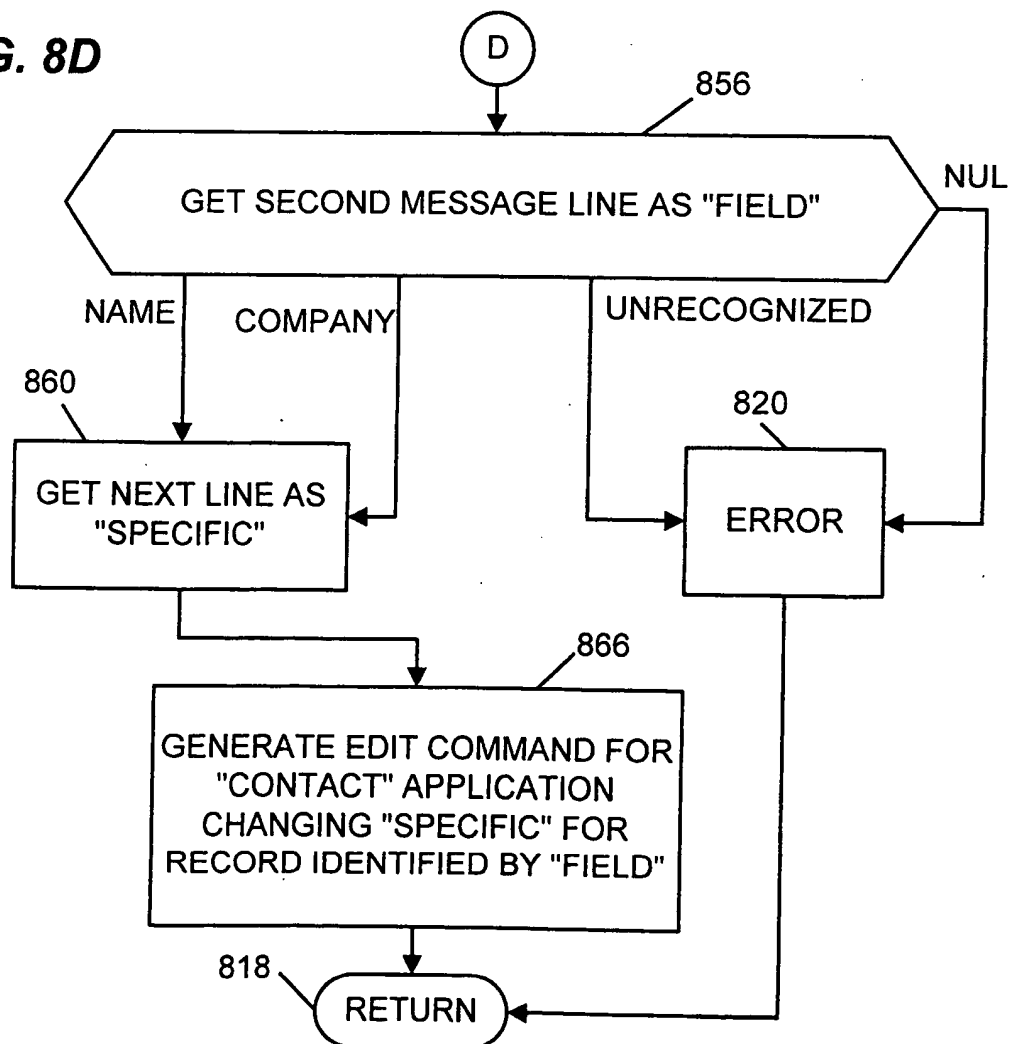 G. 8D
D
856
GET SECOND MESSAGE LINE AS "FIELD"
NUL
NAME
COMPANY
UNRECOGNIZED
860
820
GET NEXT LINE AS
"SPECIFIC"
ERROR
866
GENERATE EDIT COMMAND FOR
"CONTACT" APPLICATION
CHANGING "SPECIFIC" FOR
RECORD IDENTIFIED BY "FIELD"
818
RETURN